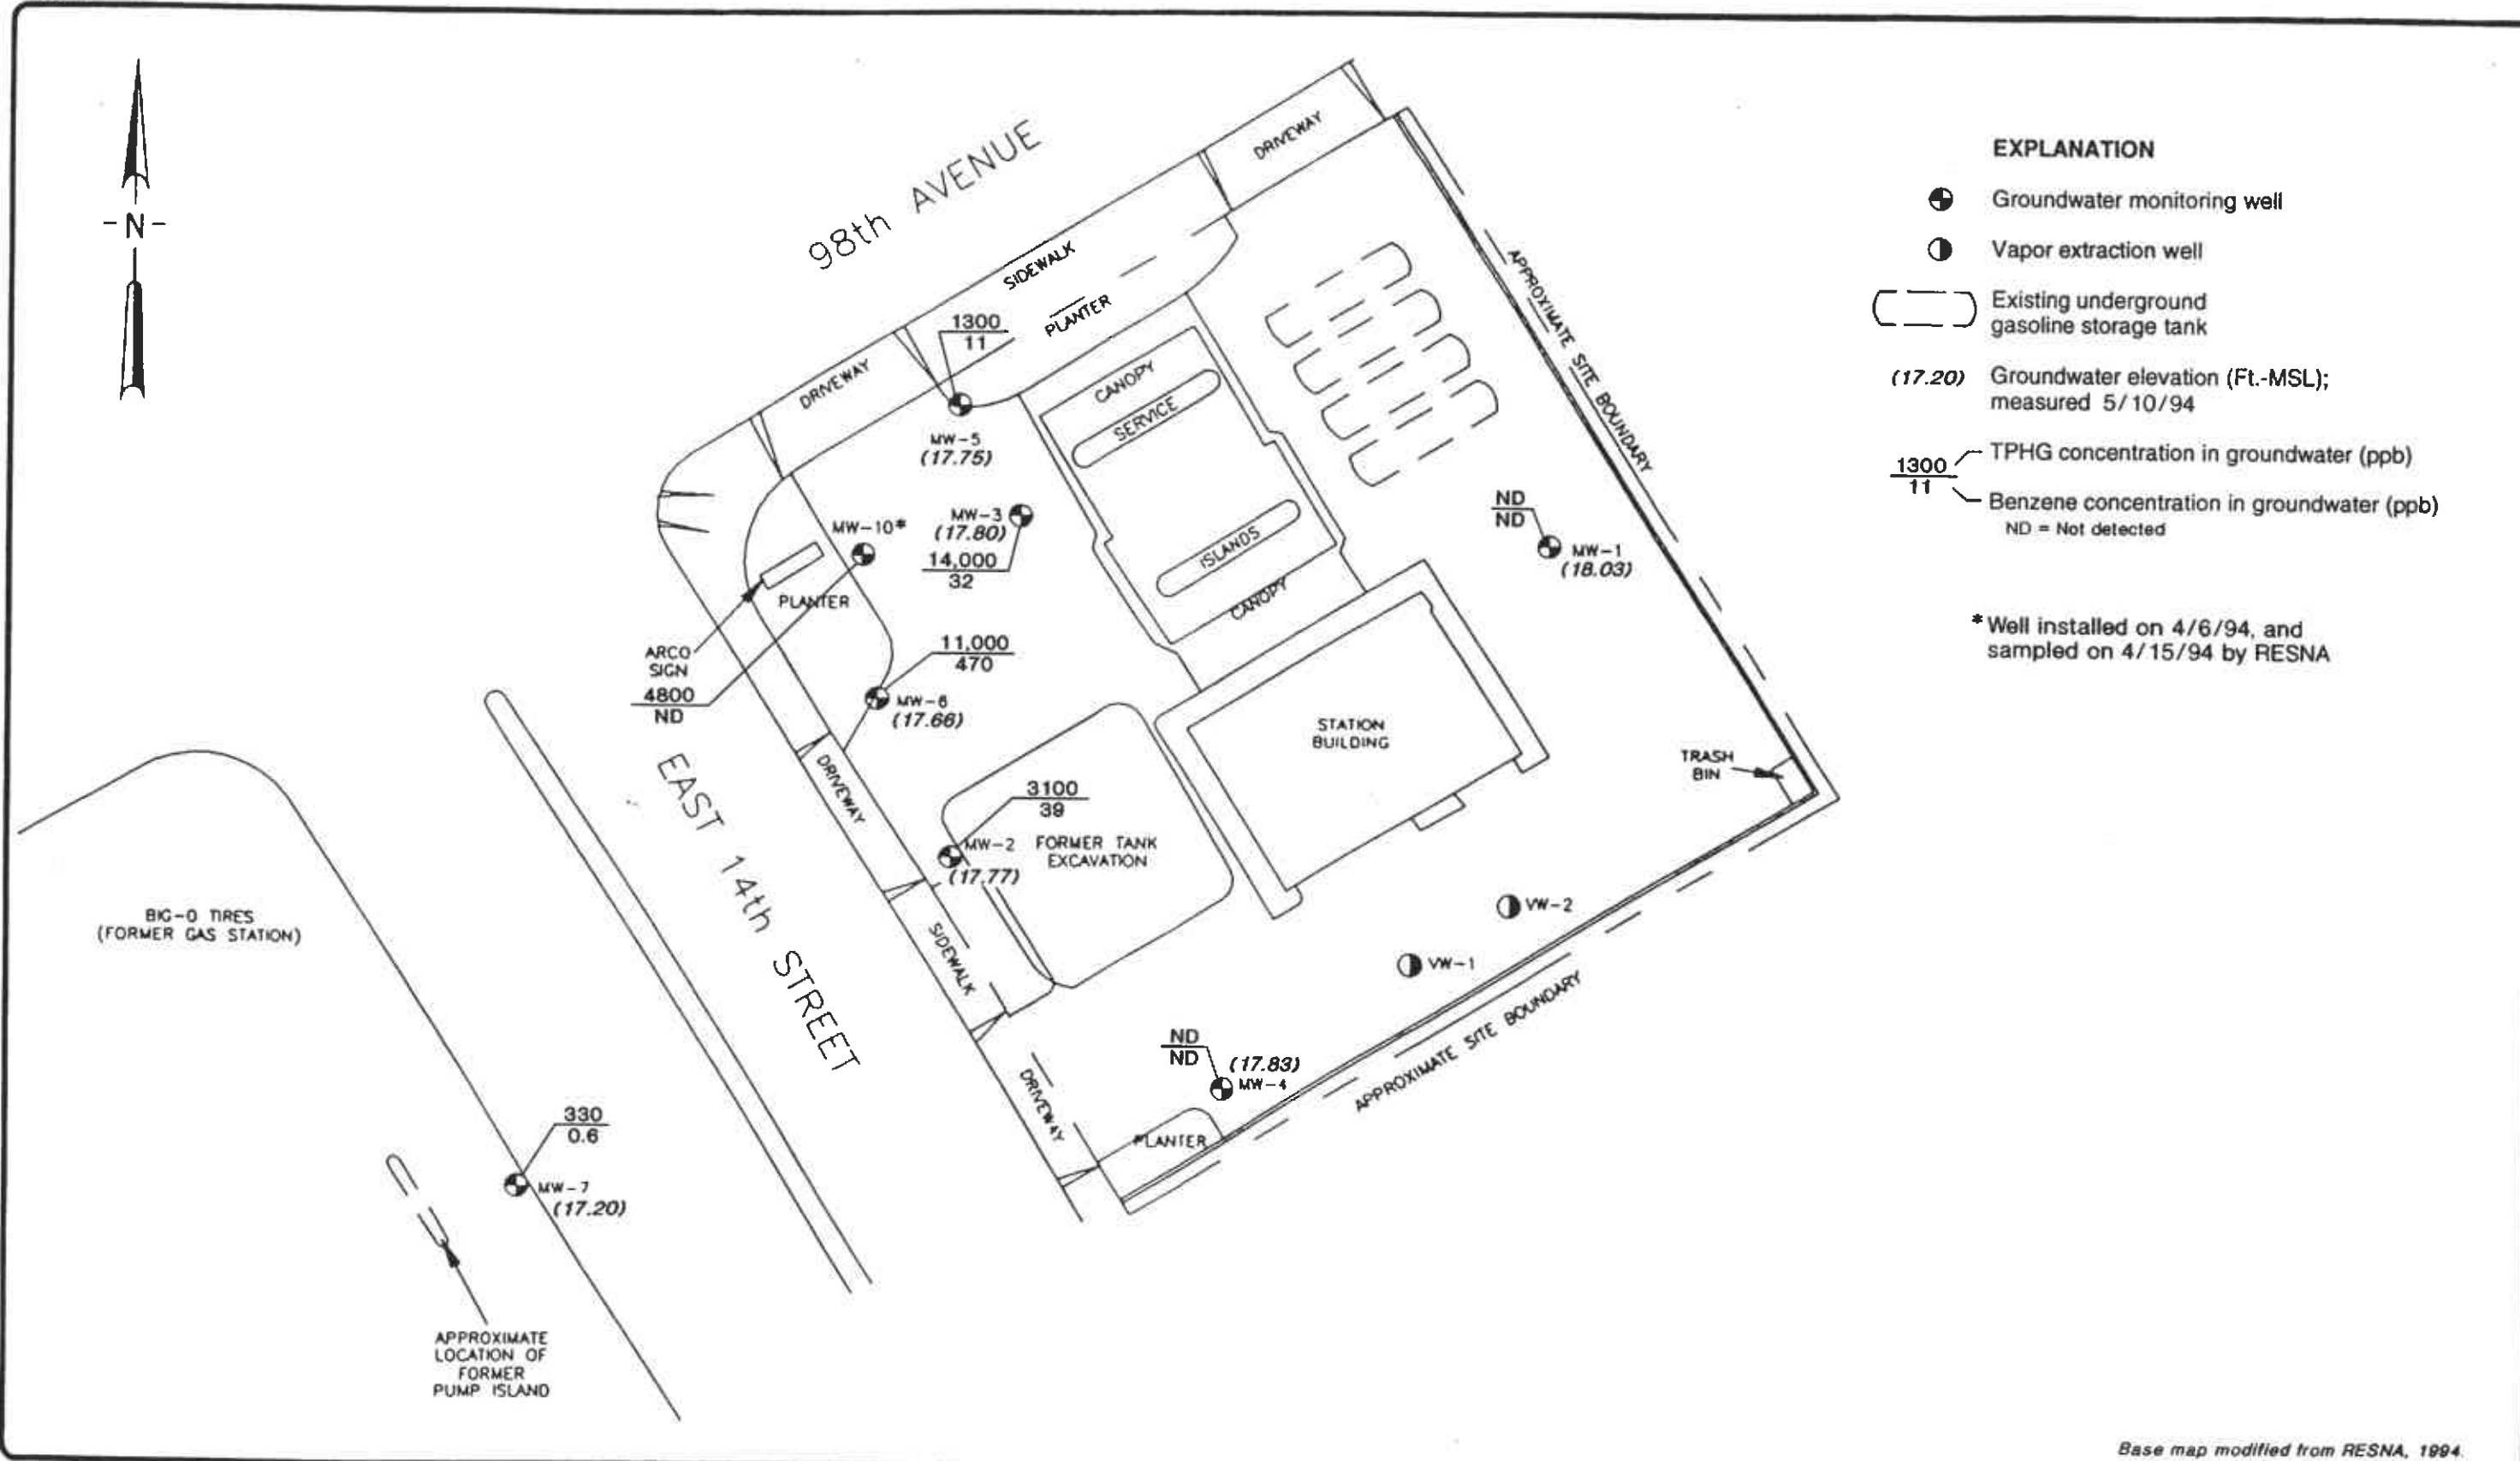 - N -
98th AVENUE
DRIVEWAY
SIDEWALK
PLANTER
1300
11
DRIVEWAY
MW-5
(17.75)
CANOPY
SERVICE
ISLANDS
CANOPY
MW-10*
MW-3
(17.80)
14,000
32
PLANTER
ARCO
SIGN
4800
ND
11,000
470
MW-6
(17.66)
ND
ND
MW-1
(18.03)
APPROXIMATE SITE BOUNDARY
STATION
BUILDING
TRASH
BIN
EAST 14th STREET
DRIVEWAY
3100
39
MW-2
(17.77)
FORMER TANK
EXCAVATION
SIDEWALK
VW-2
VW-1
APPROXIMATE SITE BOUNDARY
ND
ND
(17.83)
MW-4
DRIVEWAY
PLANTER
BIG-O TIRES
(FORMER GAS STATION)
330
0.6
MW-7
(17.20)
APPROXIMATE
LOCATION OF
FORMER
PUMP ISLAND
EXPLANATION
Groundwater monitoring well
Vapor extraction well
Existing underground
gasoline storage tank
(17.20) Groundwater elevation (Ft.-MSL);
measured 5/10/94
1300
11
TPHG concentration in groundwater (ppb)
Benzene concentration in groundwater (ppb)
ND = Not detected
* Well installed on 4/6/94, and
sampled on 4/15/94 by RESNA
Base map modified from RESNA, 1994.